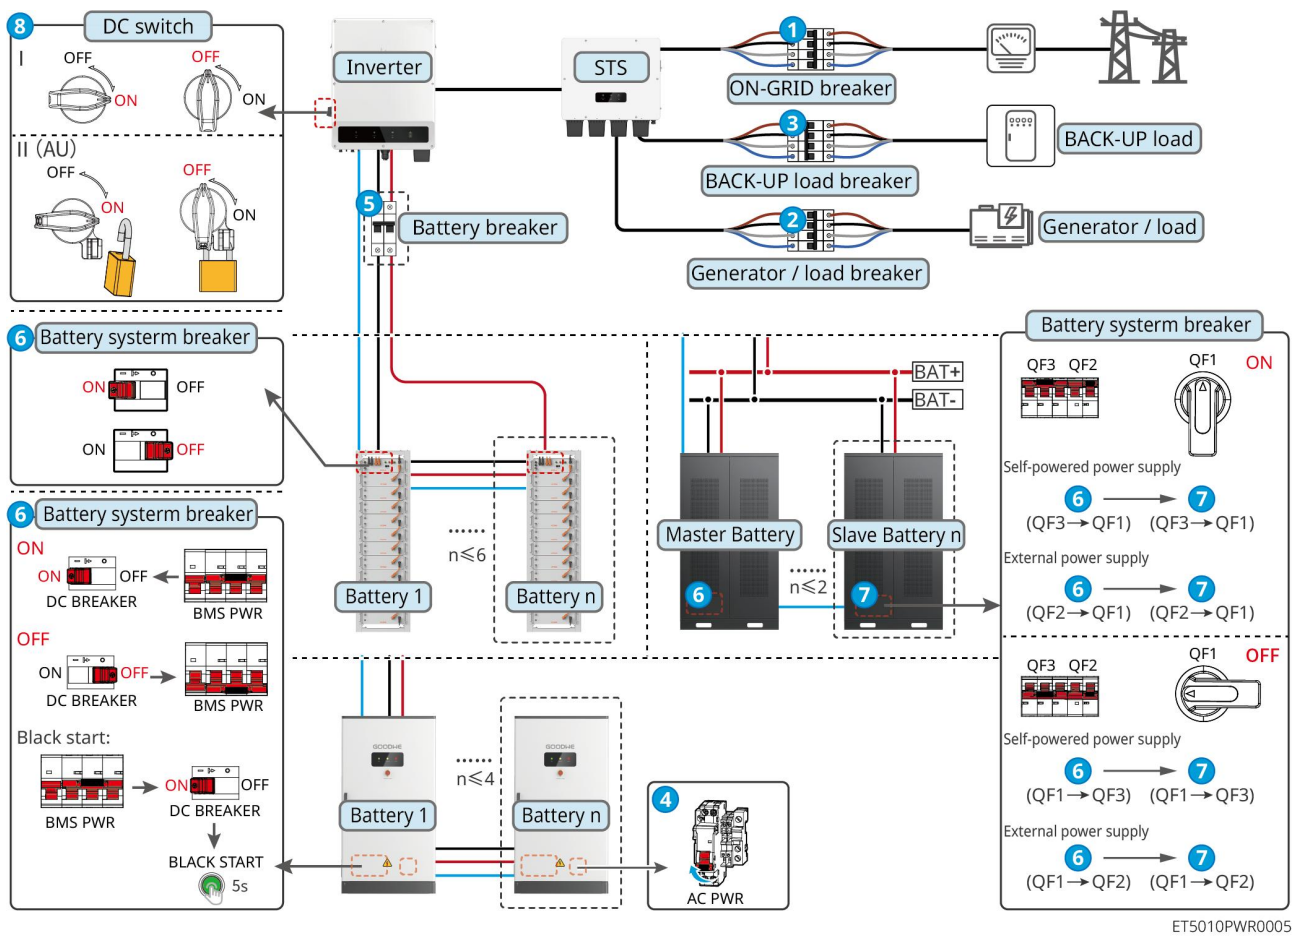 8
DC switch
I
OFF
ON
OFF
ON
II (AU)
OFF
ON
OFF
ON
Inverter
STS
1
ON-GRID breaker
3
BACK-UP load breaker
BACK-UP load
2
Generator / load breaker
Generator / load
5
Battery breaker
6
Battery systerm breaker
ON
OFF
ON
OFF
6
Battery systerm breaker
ON
ON
OFF
DC BREAKER
BMS PWR
OFF
ON
OFF
DC BREAKER
BMS PWR
Black start:
BMS PWR
ON
OFF
DC BREAKER
BLACK START
5s
Battery 1
......
n≤6
Battery n
BAT+
BAT-
Master Battery
6
......
n≤2
Slave Battery n
7
GOODWE
Battery 1
......
n≤4
GOODWE
Battery n
4
AC PWR
Battery systerm breaker
QF3 QF2
QF1
ON
Self-powered power supply
6 → 7
(QF3→QF1) (QF3→QF1)
External power supply
6 → 7
(QF2→QF1) (QF2→QF1)
QF3 QF2
QF1
OFF
Self-powered power supply
6 → 7
(QF1→QF3) (QF1→QF3)
External power supply
6 → 7
(QF1→QF2) (QF1→QF2)
ET5010PWR0005